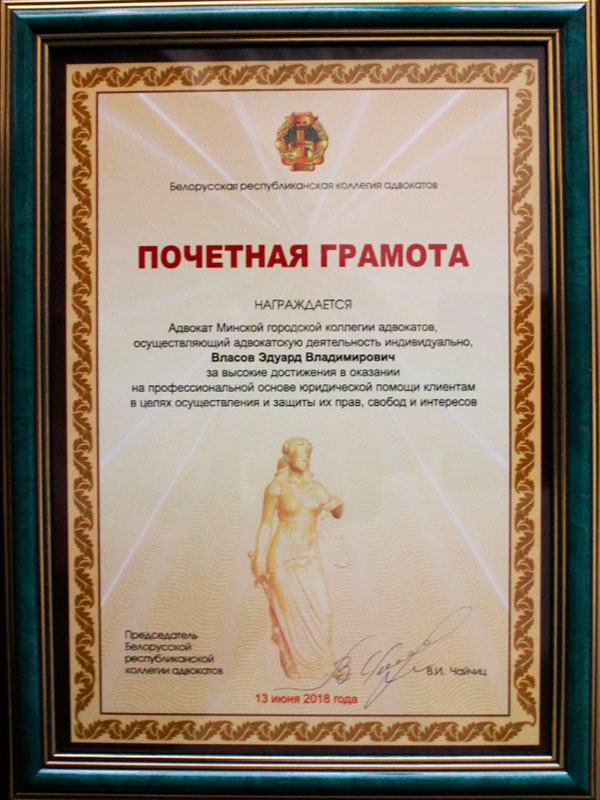 Белорусская республиканская коллегия адвокатов
ПОЧЕТНАЯ ГРАМОТА
НАГРАЖДАЕТСЯ
Адвокат Минской городской коллегии адвокатов,
осуществляющий адвокатскую деятельность индивидуально,
Власов Эдуард Владимирович
за высокие достижения в оказании
на профессиональной основе юридической помощи клиентам
в целях осуществления и защиты их прав, свобод и интересов
Председатель
Белорусской
республиканской
коллегии адвокатов
В.И. Чайчиц
13 июня 2018 года